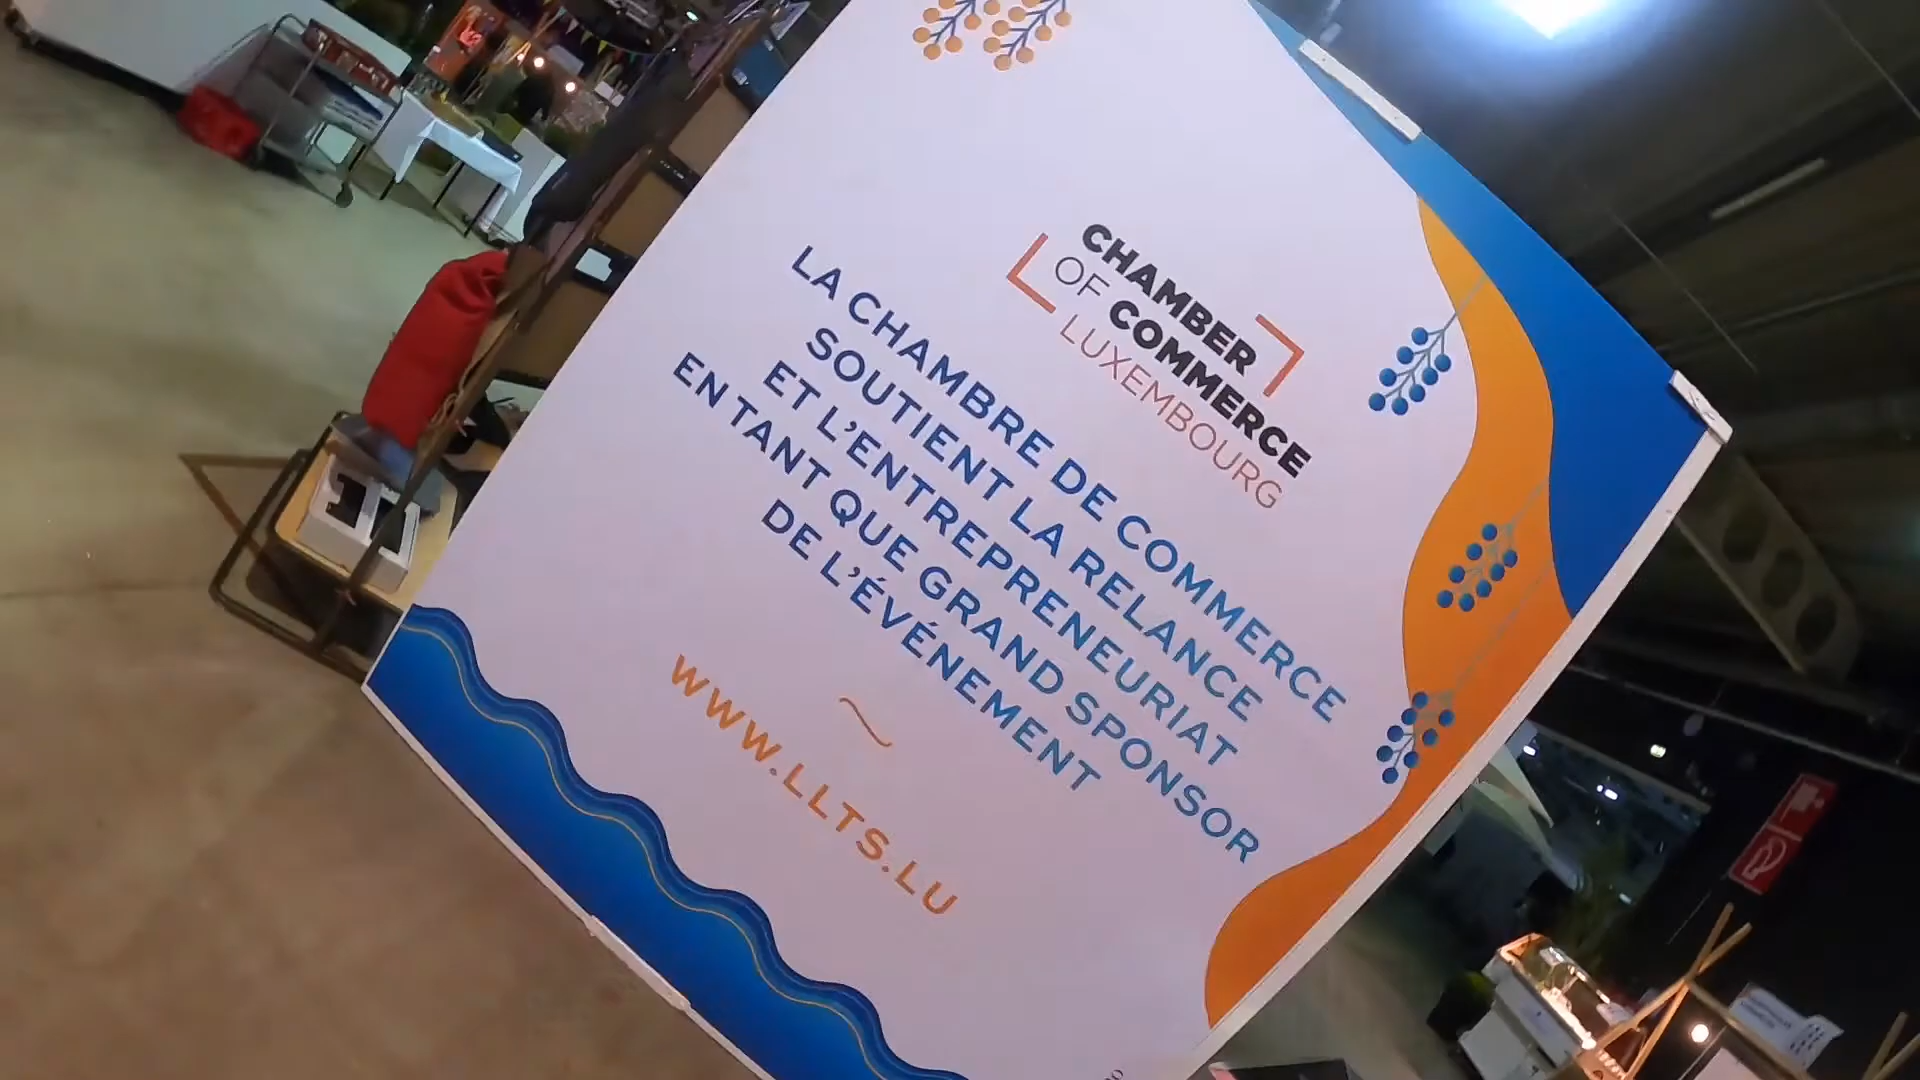 CHAMBER
OF COMMERCE
LUXEMBOURG
LA CHAMBRE DE COMMERCE
SOUTIENT LA RELANCE
ET L'ENTREPRENEURIAT
EN TANT QUE GRAND SPONSOR
DE L'ÉVÉNEMENT
WWW.LLTS.LU